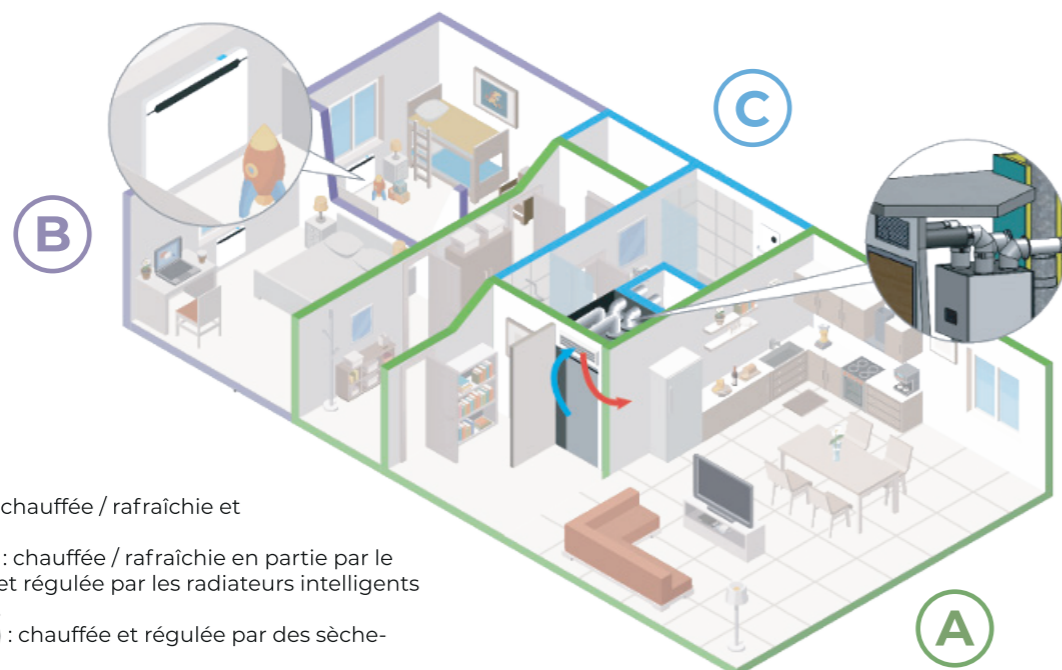 C
B
chauffée / rafraîchie et
: chauffée / rafraîchie en partie par le
et régulée par les radiateurs intelligents
: chauffée et régulée par des sèche-
A